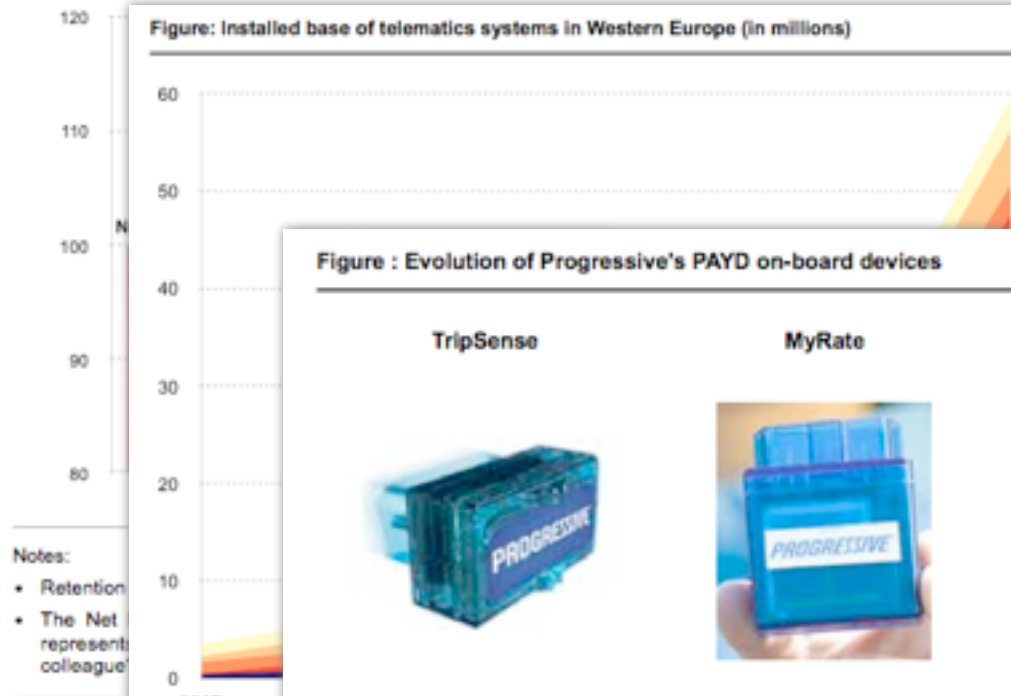 120
110
N
100
90
80
Notes:
• Retention
• The Net
represents
colleague"
Figure: Installed base of telematics systems in Western Europe (in millions)
60
50
40
30
20
10
0
Figure : Evolution of Progressive's PAYD on-board devices
TripSense
MyRate
PROGRESSIVE
PROGRESSIVE